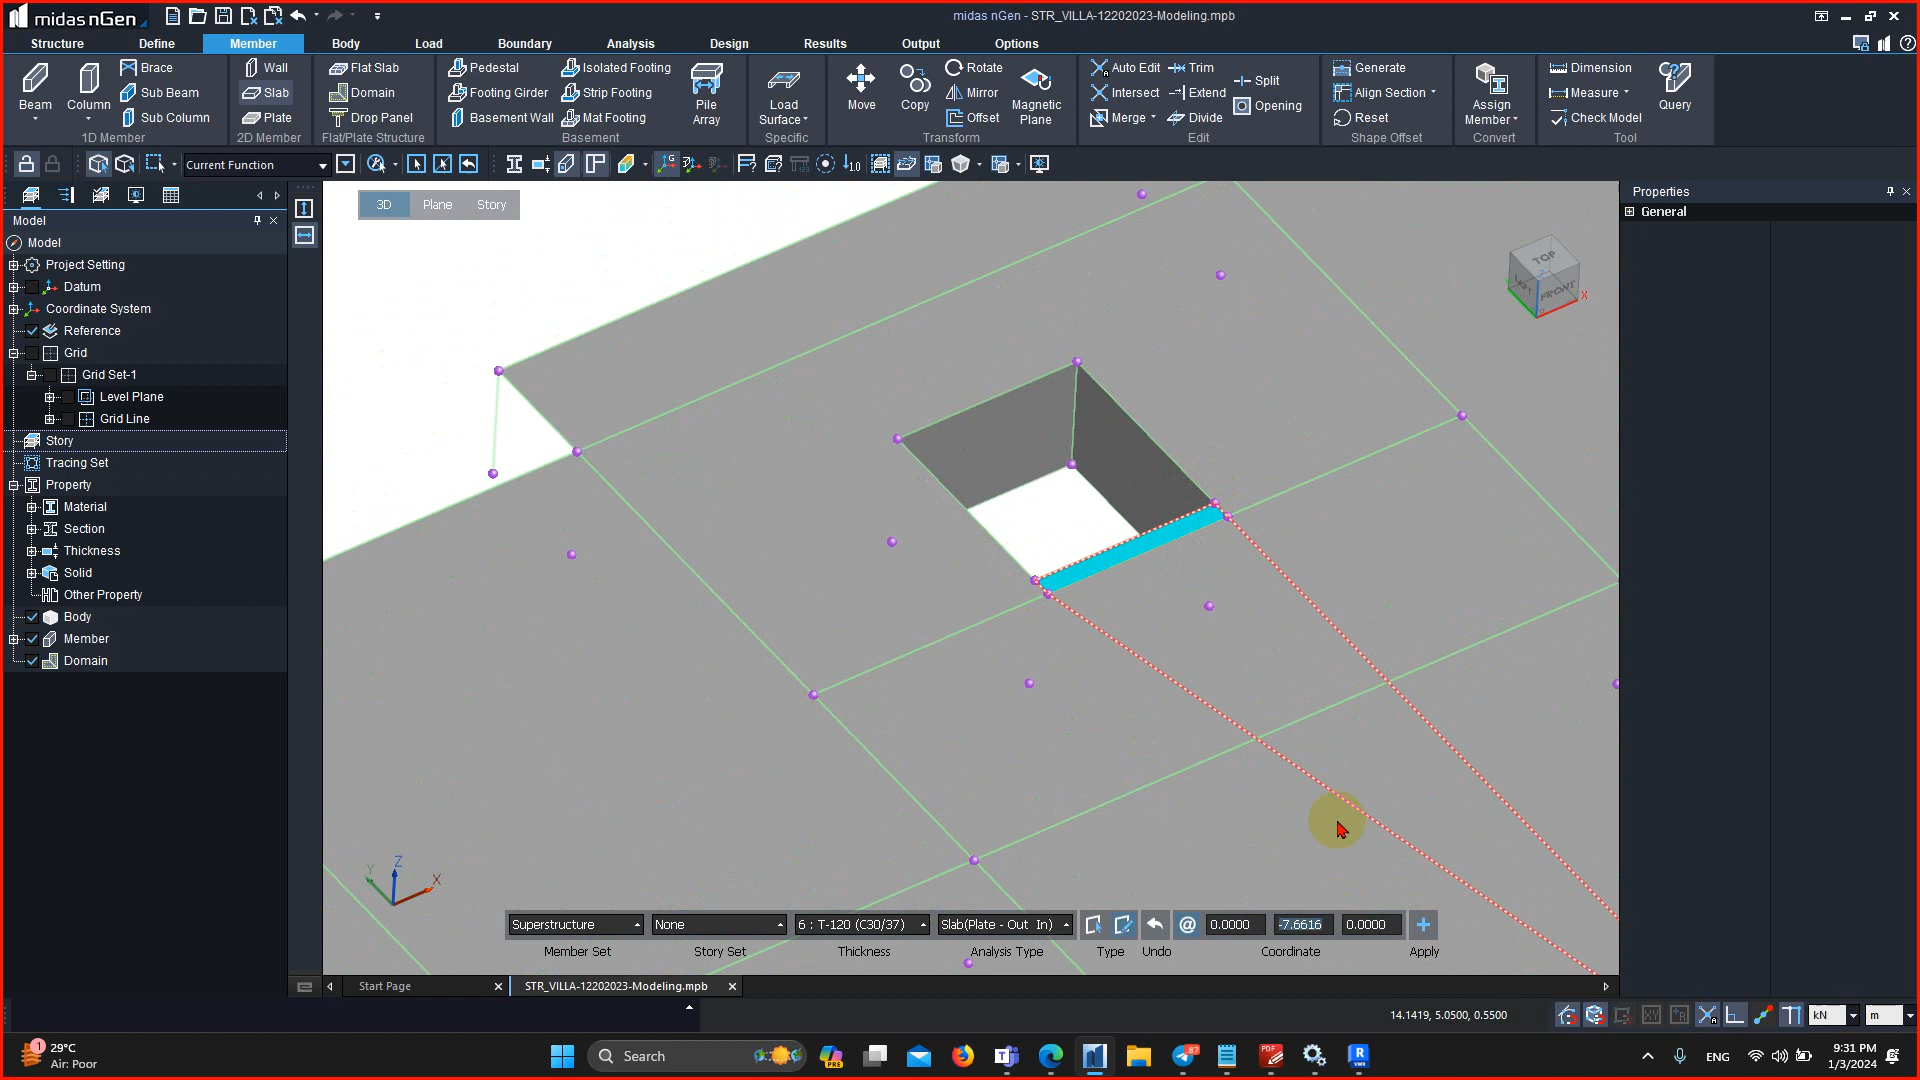 midas nGen
midas nGen - STR_VILLA-12202023-Modeling.mpb
Structure Define Member Body Load Boundary Analysis Design Results Output Options
Beam Column Brace Sub Beam Sub Column
1D Member
Wall Slab Plate
2D Member
Flat Slab Domain Drop Panel
Flat/Plate Structure
Pedestal Footing Girder Basement Wall Isolated Footing Strip Footing Mat Footing Pile Array
Basement
Load Surface
Specific
Move Copy Rotate Mirror Offset Magnetic Plane
Transform
Auto Edit Intersect Merge Trim Extend Divide Split Opening
Edit
Generate Align Section Reset
Shape Offset
Assign Member
Convert
Dimension Measure Check Model Query
Tool
Current Function
Model
Model
Project Setting
Datum
Coordinate System
Reference
Grid
Grid Set-1
Level Plane
Grid Line
Story
Tracing Set
Property
Material
Section
Thickness
Solid
Other Property
Body
Member
Domain
3D Plane Story
TOP
FRONT
X
Properties
General
Y Z X
Superstructure None 6 : T-120 (C30/37) Slab(Plate - Out In) @ 0.0000 -7.6616 0.0000
Member Set Story Set Thickness Analysis Type Type Undo Coordinate Apply
Start Page STR_VILLA-12202023-Modeling.mpb
14.1419, 5.0500, 0.5500 kN m
1 29°C
Air: Poor
Search
PRE
87
PDF
ENG
9:31 PM
1/3/2024